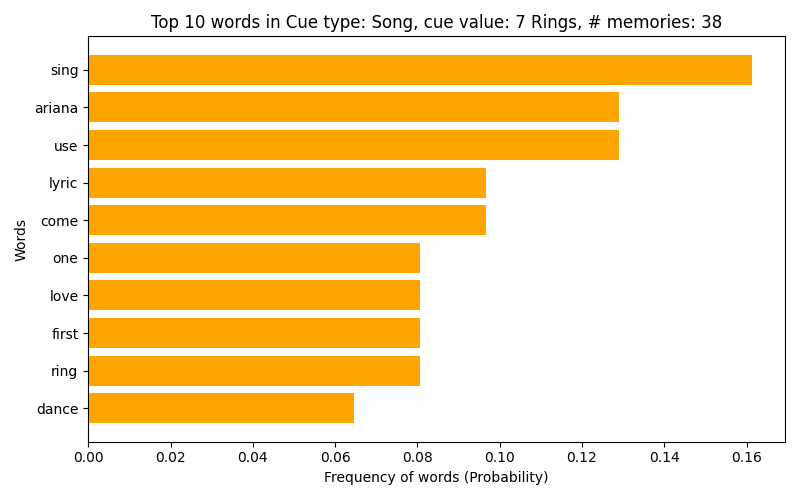 Top 10 words in Cue type: Song, cue value: 7 Rings, # memories: 38
sing
ariana
use
lyric
come
one
love
first
ring
dance
Words
0.00 0.02 0.04 0.06 0.08 0.10 0.12 0.14 0.16
Frequency of words (Probability)